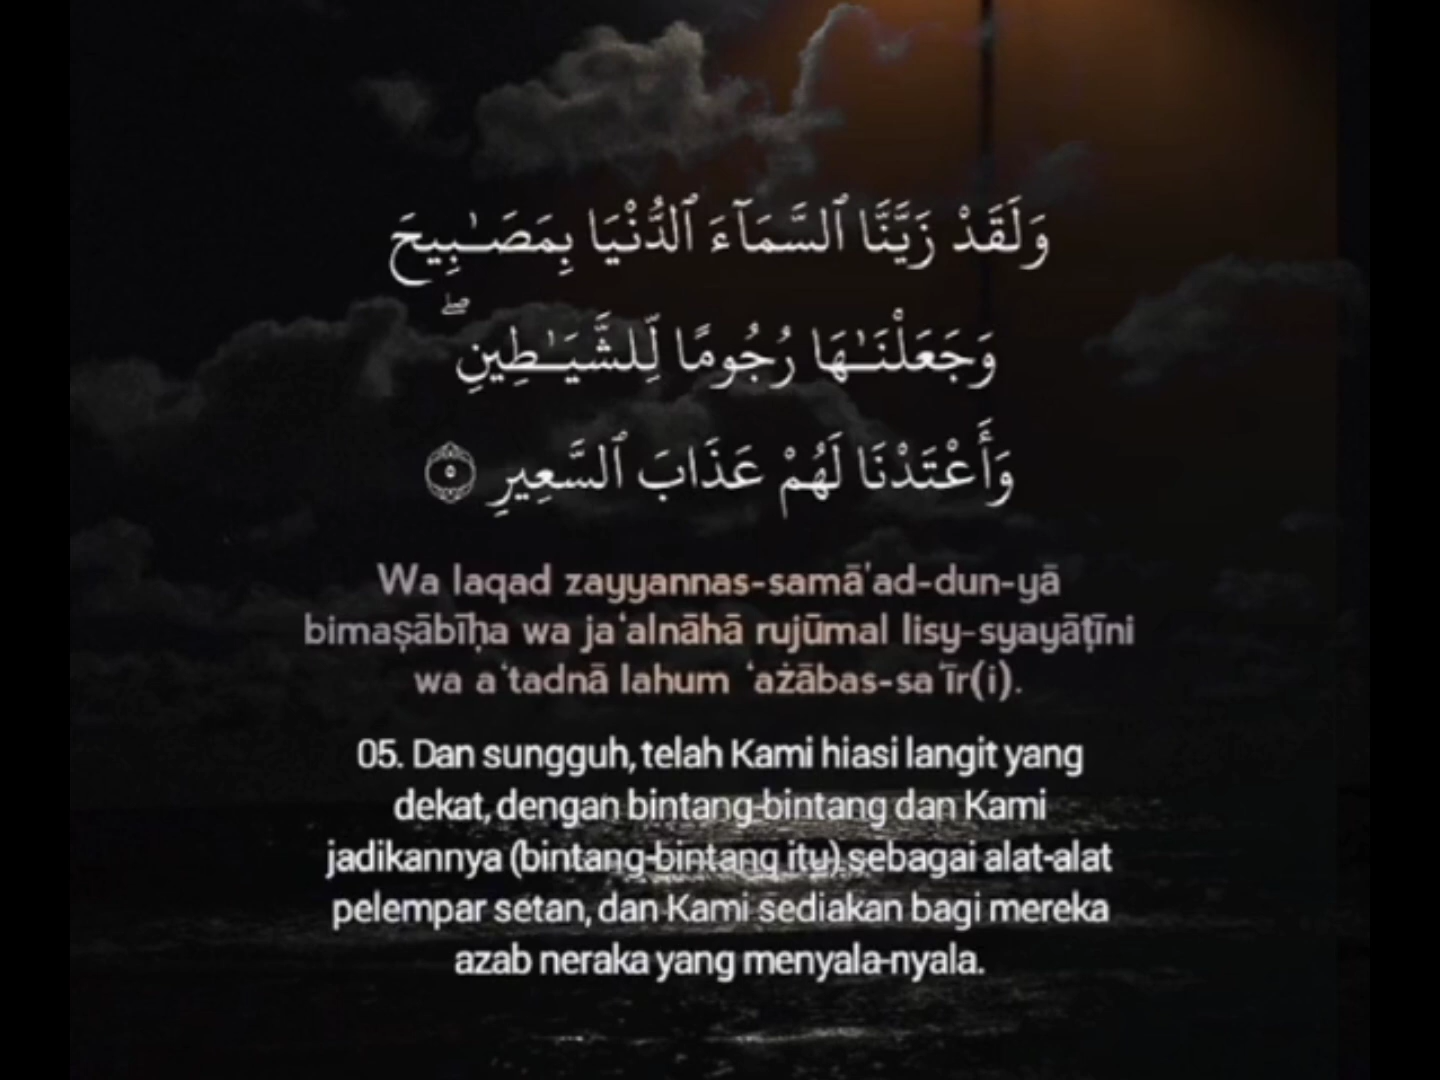 وَلَقَدْ زَيَّنَّا ٱلسَّمَآءَ ٱلدُّنْيَا بِمَصَـٰبِيحَ
وَجَعَلْنَـٰهَا رُجُومًا لِّلشَّيَـٰطِينِ ۖ
وَأَعْتَدْنَا لَهُمْ عَذَابَ ٱلسَّعِيرِ ٥
Wa laqad zayyannas-samā'ad-dun-yā
bimaṣābīḥa wa ja‘alnāhā rujūmal lisy-syayāṭīni
wa a‘tadnā lahum ‘ażābas-sa‘īr(i).
05. Dan sungguh, telah Kami hiasi langit yang
dekat, dengan bintang-bintang dan Kami
jadikannya (bintang-bintang itu) sebagai alat-alat
pelempar setan, dan Kami sediakan bagi mereka
azab neraka yang menyala-nyala.